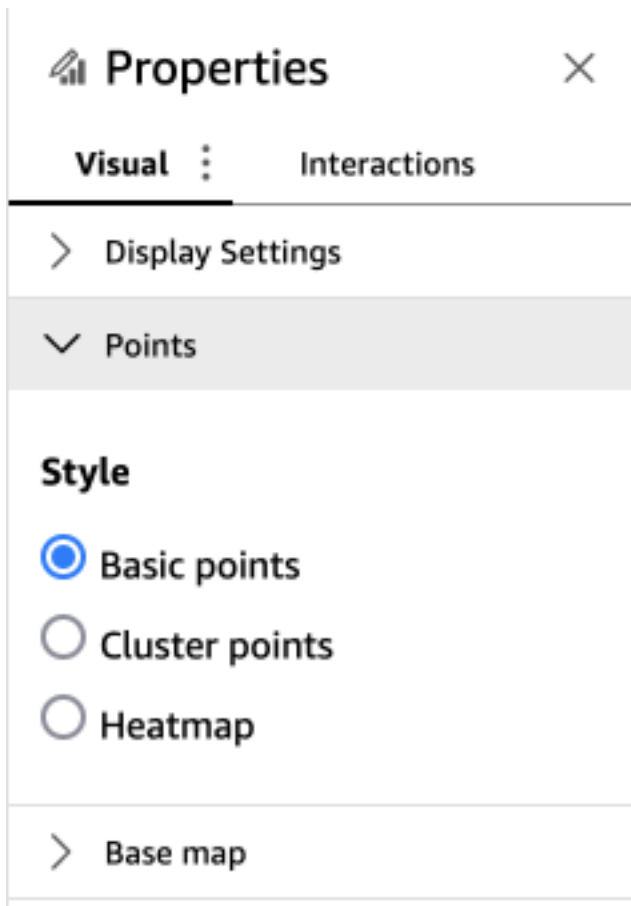 Properties
Visual Interactions
Display Settings
Points
Style
Basic points
Cluster points
Heatmap
Base map